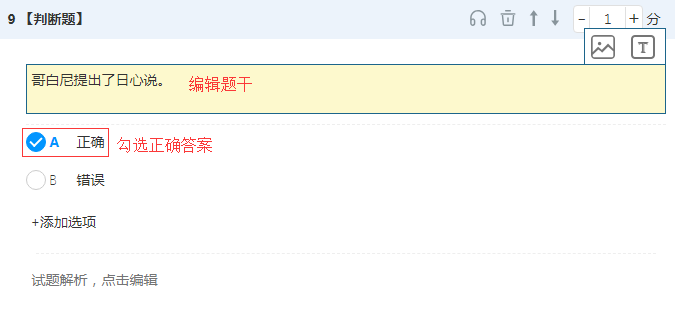 9 【判断题】 - 1 + 分
T
哥白尼提出了日心说。 编辑题干
A 正确 勾选正确答案
B 错误
+添加选项
试题解析，点击编辑